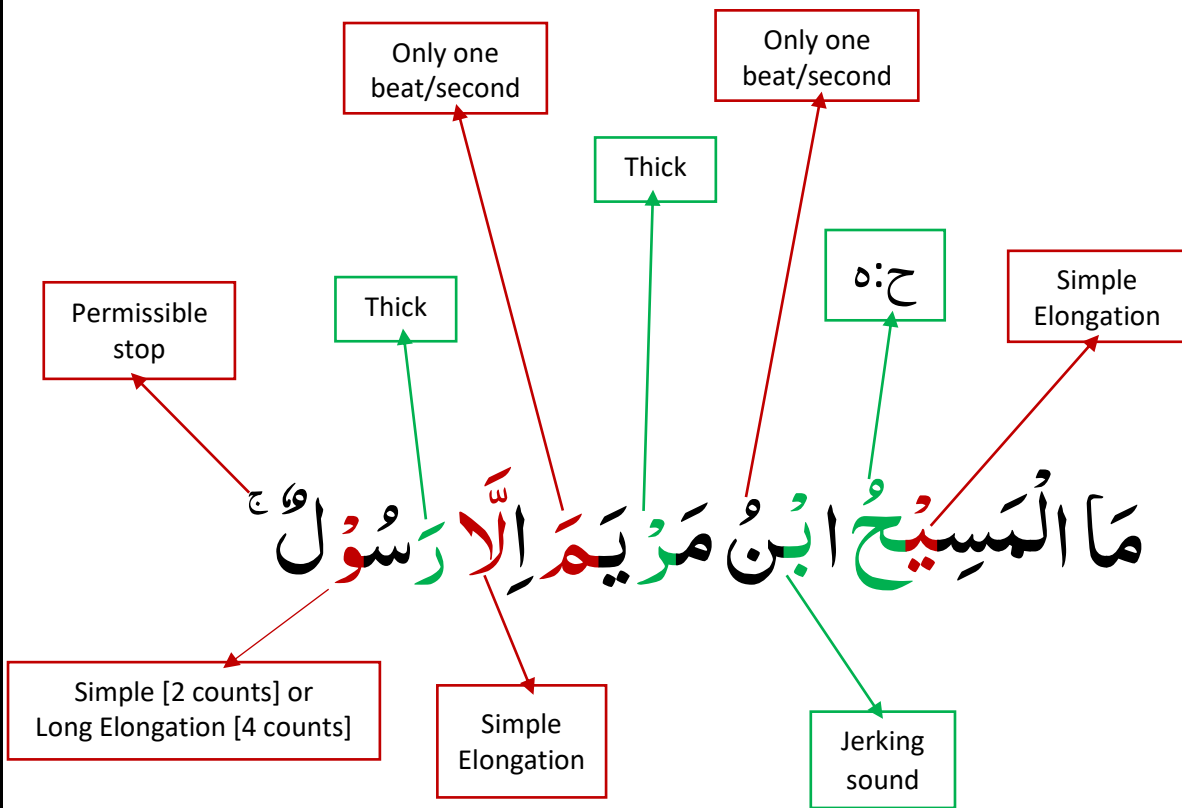 Only one
beat/second
Only one
beat/second
Thick
ح:ه
Simple
Elongation
Thick
Permissible
stop
مَا الْمَسِيْحُ ابْنُ مَرْيَمَ اِلَّا رَسُوْلٌ ۚ
Simple [2 counts] or
Long Elongation [4 counts]
Simple
Elongation
Jerking
sound